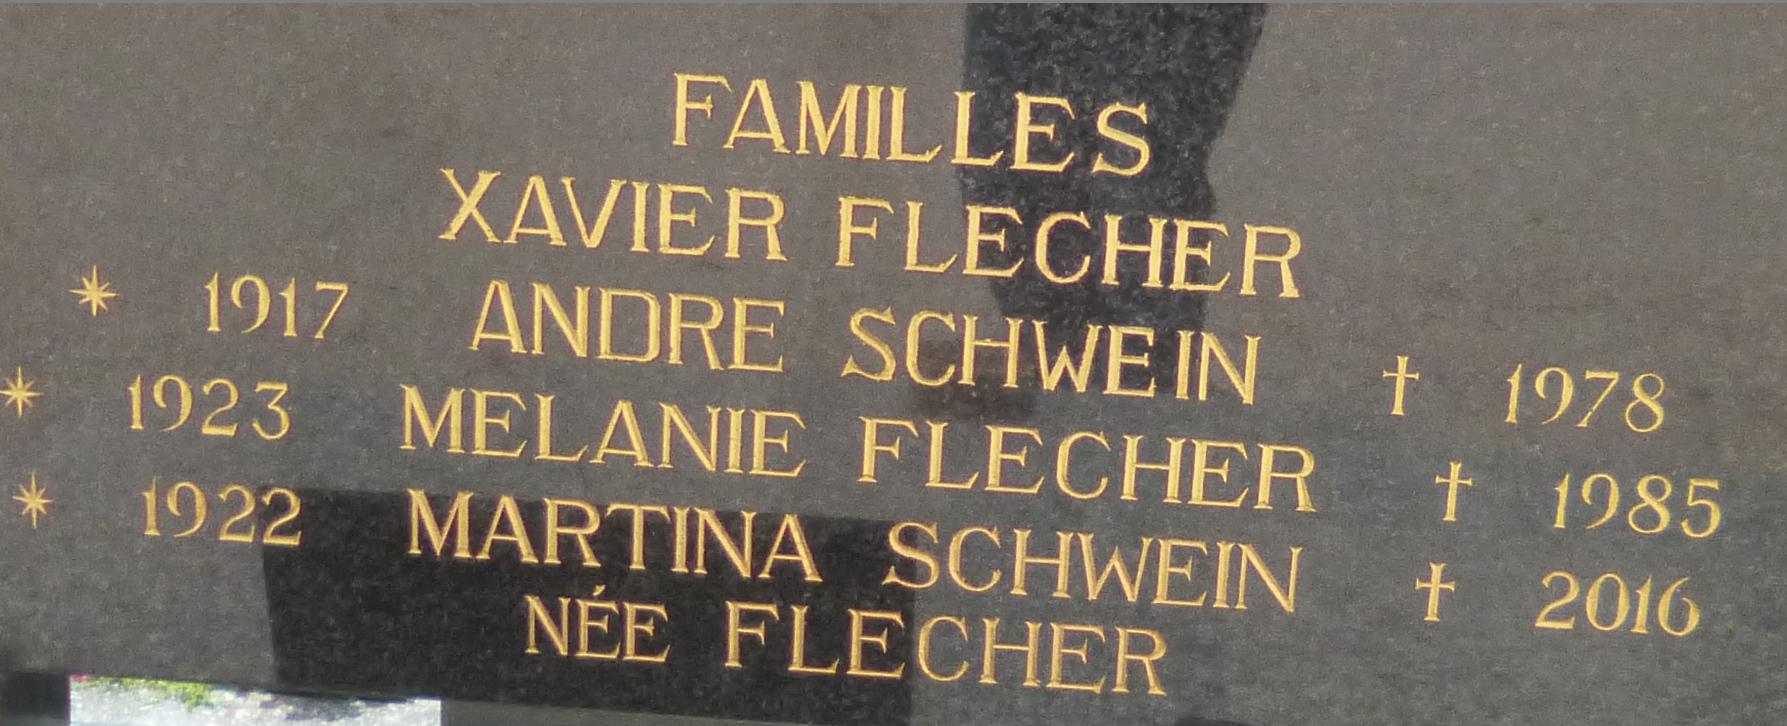 FAMILLES
XAVIER FLECHER
* 1917 ANDRE SCHWEIN † 1978
* 1923 MELANIE FLECHER † 1985
* 1922 MARTINA SCHWEIN † 2016
NÉE FLECHER